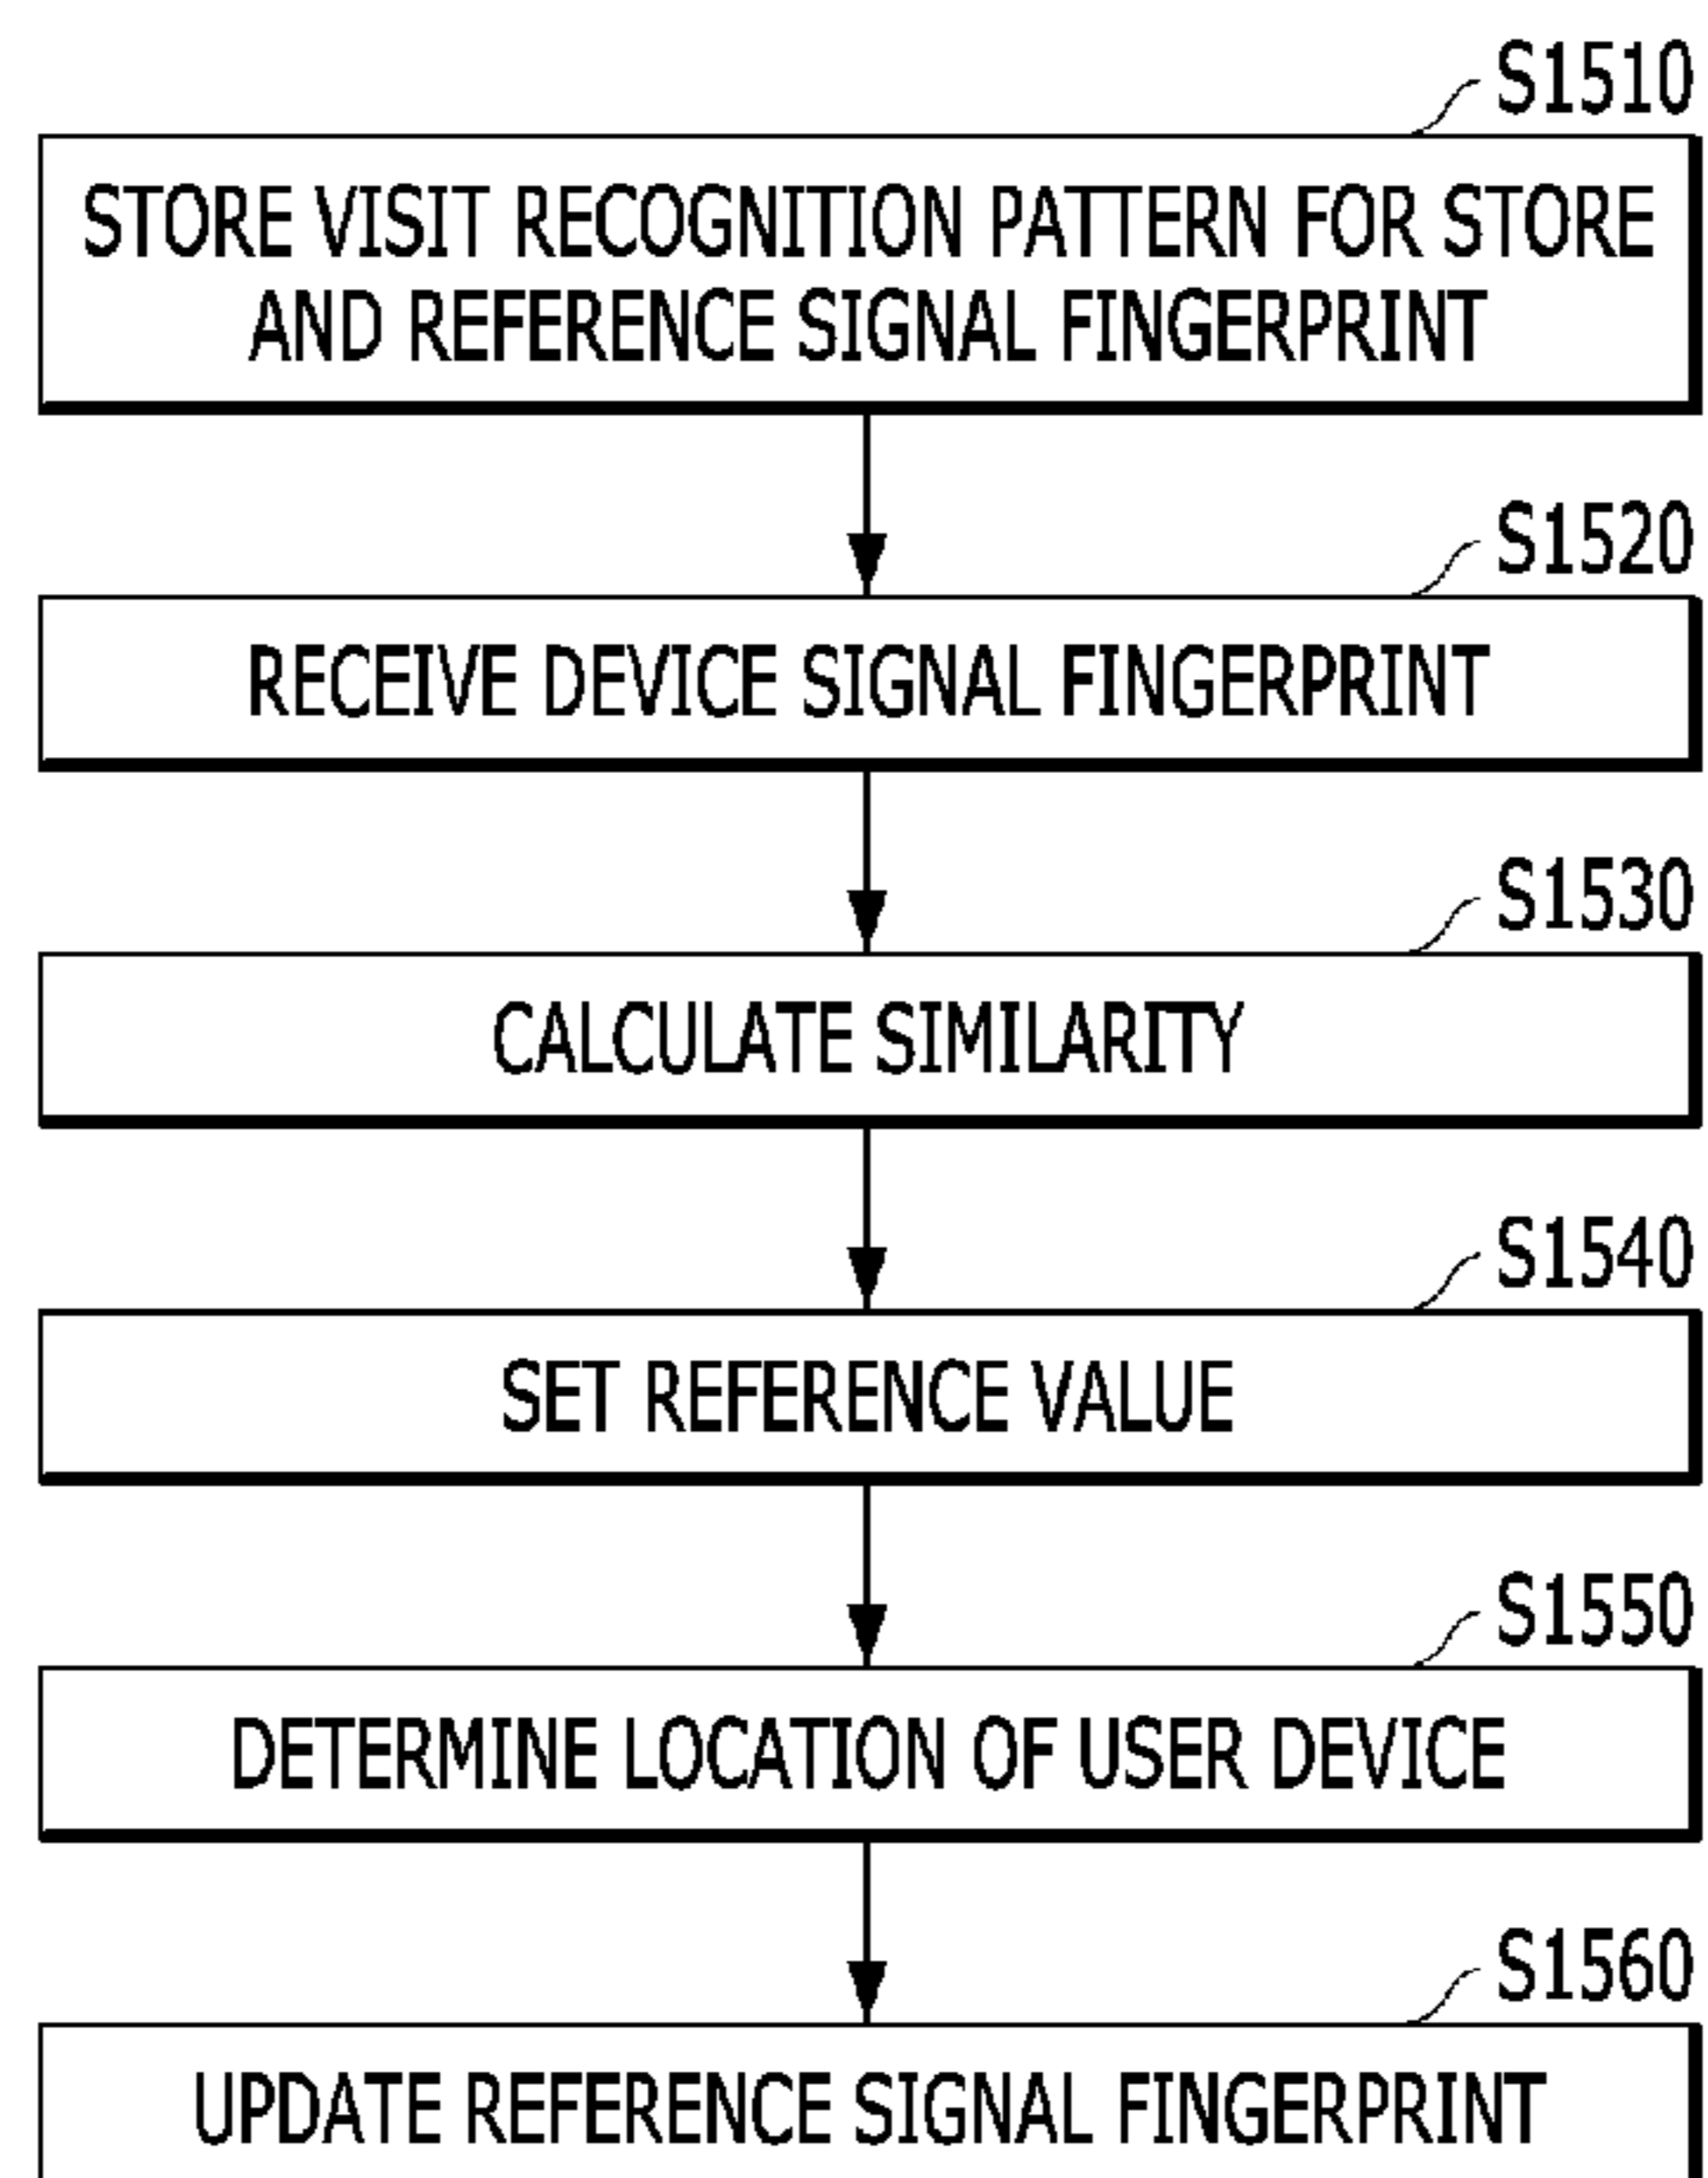 S1510
STORE VISIT RECOGNITION PATTERN FOR STORE
AND REFERENCE SIGNAL FINGERPRINT
S1520
RECEIVE DEVICE SIGNAL FINGERPRINT
S1530
CALCULATE SIMILARITY
S1540
SET REFERENCE VALUE
S1550
DETERMINE LOCATION OF USER DEVICE
S1560
UPDATE REFERENCE SIGNAL FINGERPRINT